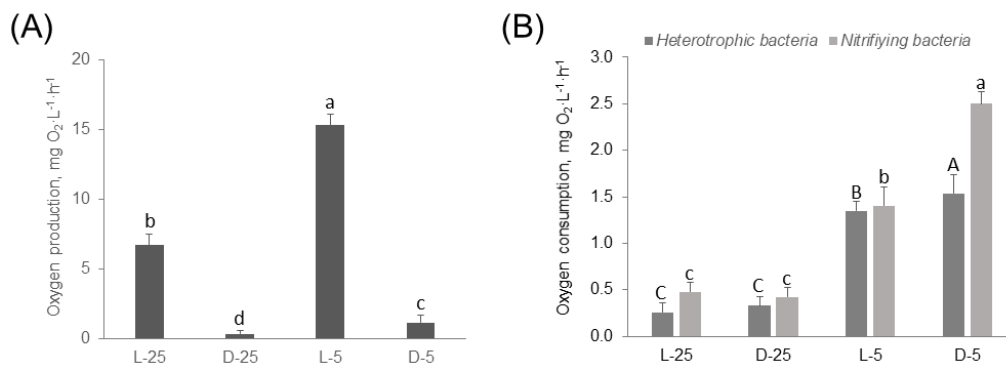 (A)
Oxygen production, mg O₂·L⁻¹·h⁻¹
20
15
10
5
0
b
d
a
c
L-25
D-25
L-5
D-5
(B)
Heterotrophic bacteria
Nitrifiying bacteria
Oxygen consumption, mg O₂·L⁻¹·h⁻¹
3.0
2.5
2.0
1.5
1.0
0.5
0.0
C
c
C
c
B
b
A
a
L-25
D-25
L-5
D-5